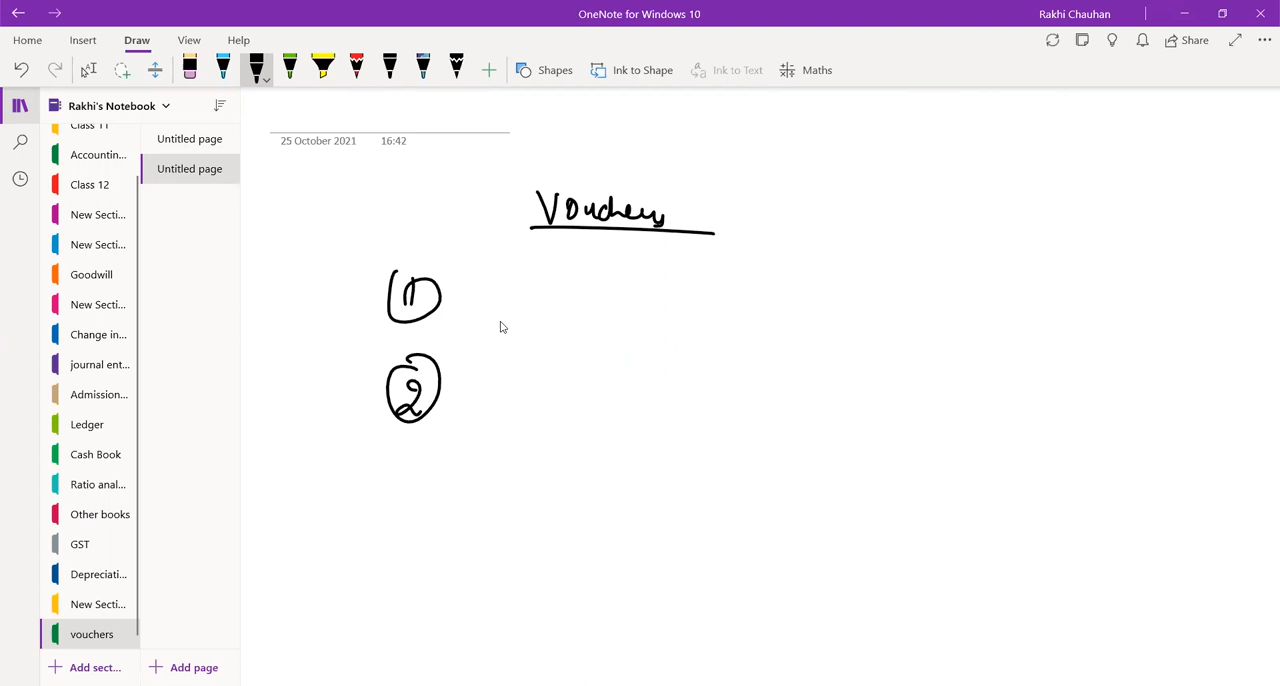 OneNote for Windows 10
Rakhi Chauhan
Home Insert Draw View Help
Share
Shapes Ink to Shape Ink to Text Maths
Rakhi's Notebook
Class 11
Accountin...
Class 12
New Secti...
New Secti...
Goodwill
New Secti...
Change in...
journal ent...
Admission...
Ledger
Cash Book
Ratio anal...
Other books
GST
Depreciati...
New Secti...
vouchers
Add sect...
Untitled page
Untitled page
Add page
25 October 2021 16:42
Vouchers
1
2